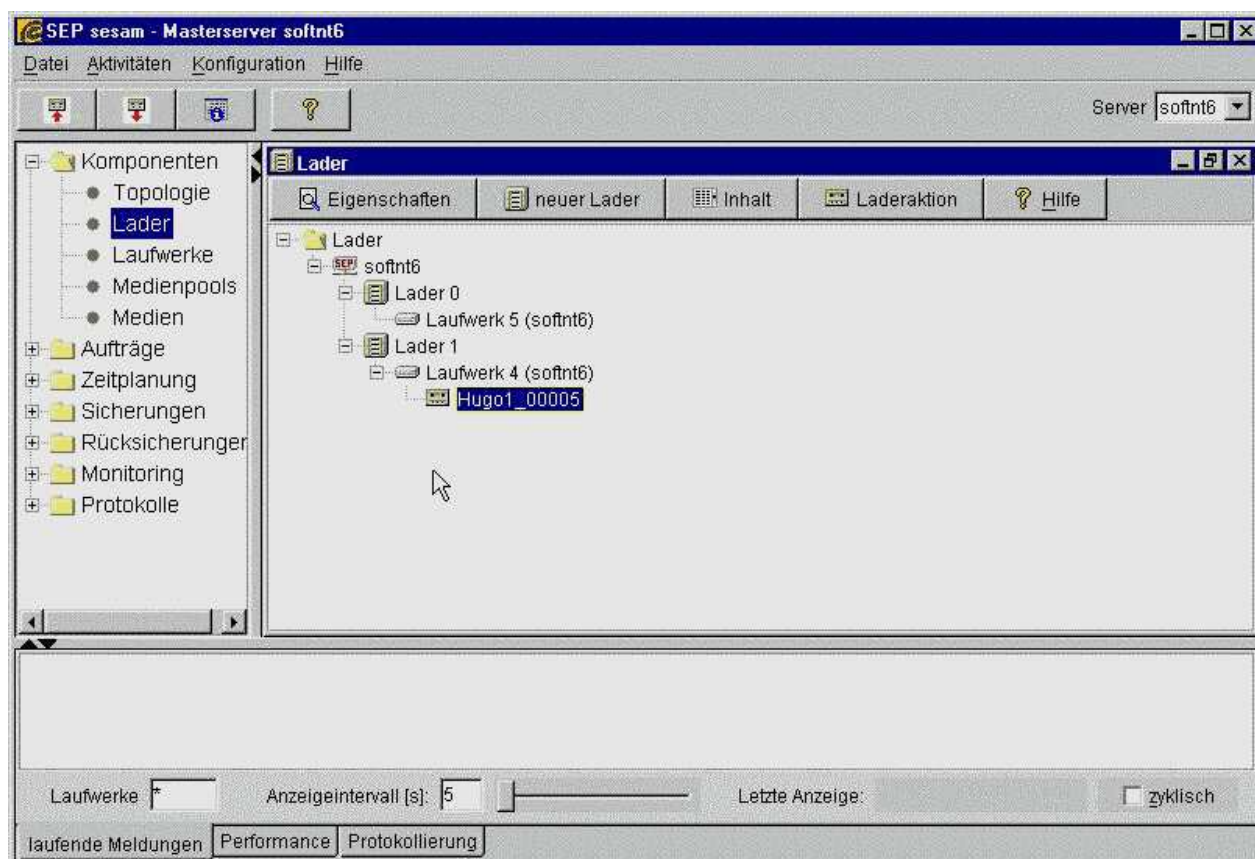 SEP sesam - Masterserver softnt6
Datei Aktivitäten Konfiguration Hilfe
?
Server softnt6
Komponenten
Topologie
Lader
Laufwerke
Medienpools
Medien
Aufträge
Zeitplanung
Sicherungen
Rücksicherunger
Monitoring
Protokolle
Lader
Eigenschaften neuer Lader Inhalt Laderaktion ? Hilfe
Lader
SEP softnt6
Lader 0
Laufwerk 5 (softnt6)
Lader 1
Laufwerk 4 (softnt6)
Hugo1_00005
Laufwerke * Anzeigeintervall [s]: 5 Letzte Anzeige: zyklisch
laufende Meldungen Performance Protokollierung